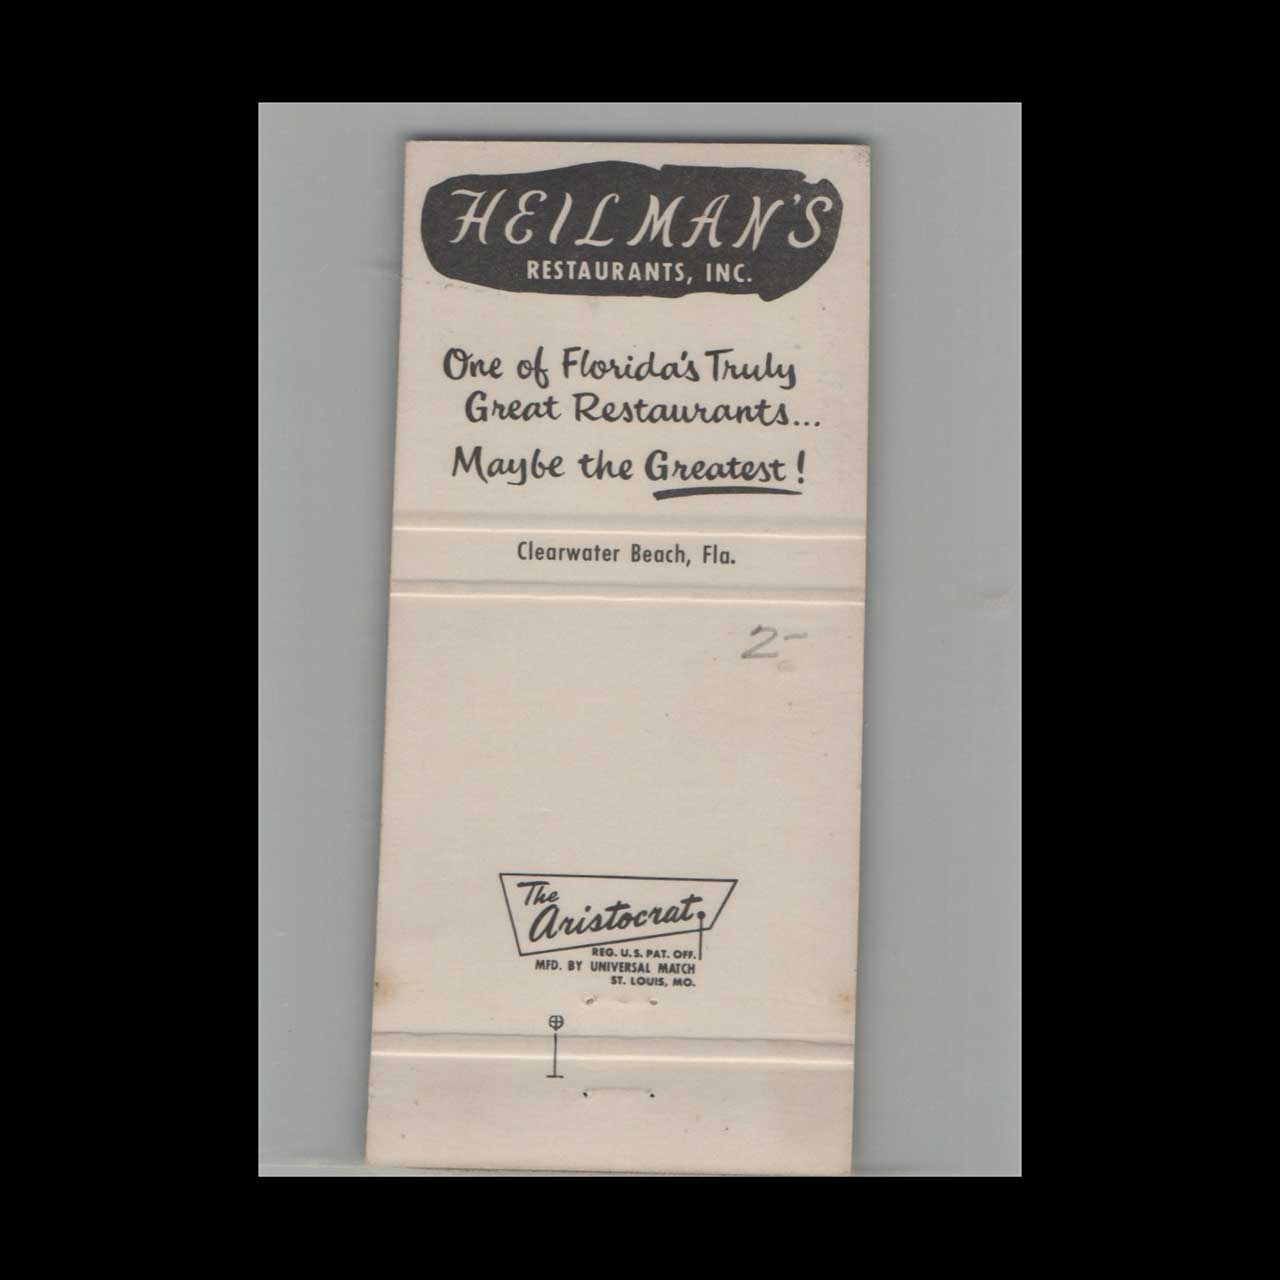 HEILMAN'S
RESTAURANTS, INC.
One of Florida's Truly
Great Restaurants...
Maybe the Greatest!
Clearwater Beach, Fla.
2-
The
Aristocrat
REG. U.S. PAT. OFF.
MFD. BY UNIVERSAL MATCH
ST. LOUIS, MO.